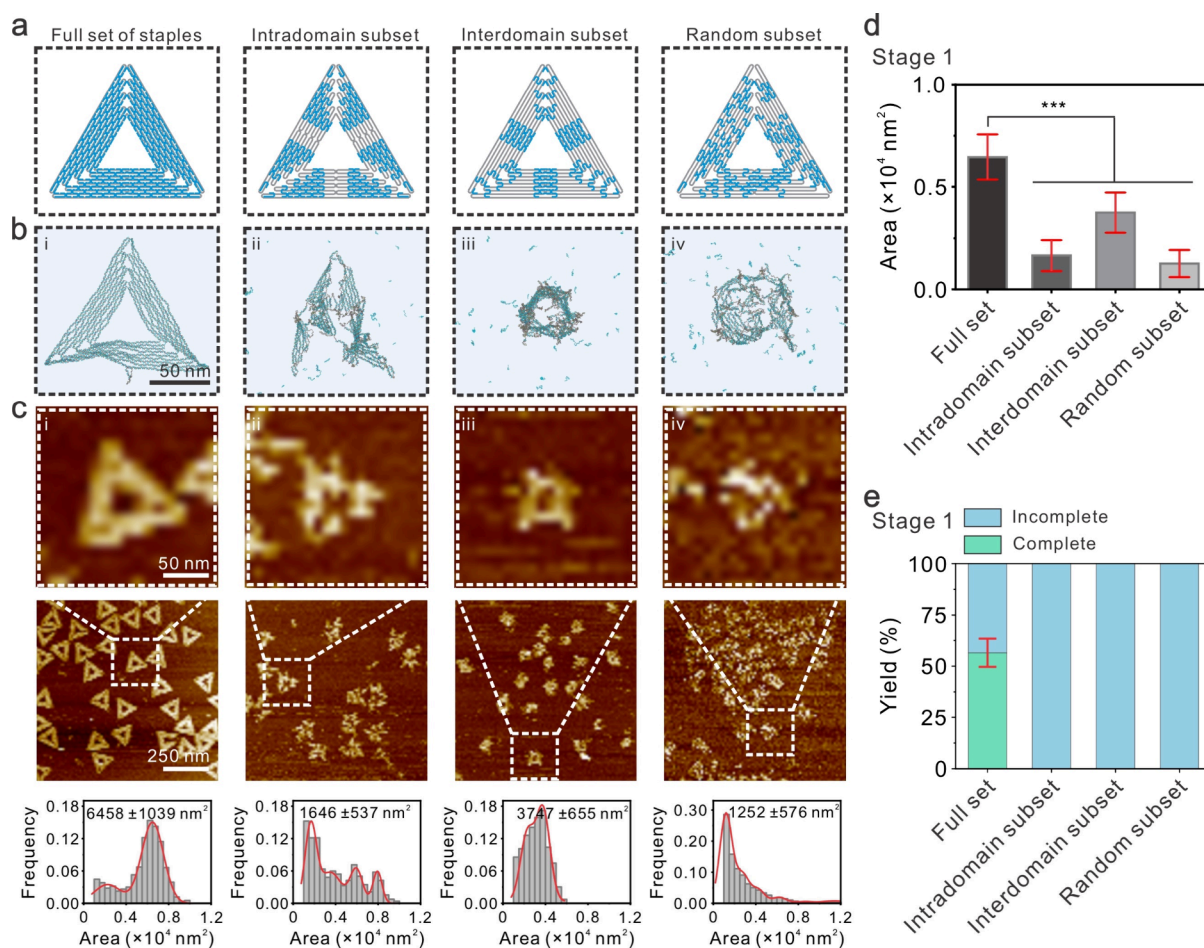 a
Full set of staples
Intradomain subset
Interdomain subset
Random subset
b
i
ii
iii
iv
50 nm
c
i
ii
iii
iv
50 nm
250 nm
6458 ±1039 nm²
Frequency
0.18
0.12
0.06
0.00
0.0 0.4 0.8 1.2
Area (×10⁴ nm²)
1646 ±537 nm²
Frequency
0.18
0.12
0.06
0.00
0.0 0.4 0.8 1.2
Area (×10⁴ nm²)
3747 ±655 nm²
Frequency
0.18
0.12
0.06
0.00
0.0 0.4 0.8 1.2
Area (×10⁴ nm²)
1252 ±576 nm²
Frequency
0.30
0.20
0.10
0.00
0.0 0.4 0.8 1.2
Area (×10⁴ nm²)
d
Stage 1
Area (×10⁴ nm²)
1.0
0.5
0.0
***
Full set
Intradomain subset
Interdomain subset
Random subset
e
Stage 1
Incomplete
Complete
Yield (%)
100
75
50
25
0
Full set
Intradomain subset
Interdomain subset
Random subset